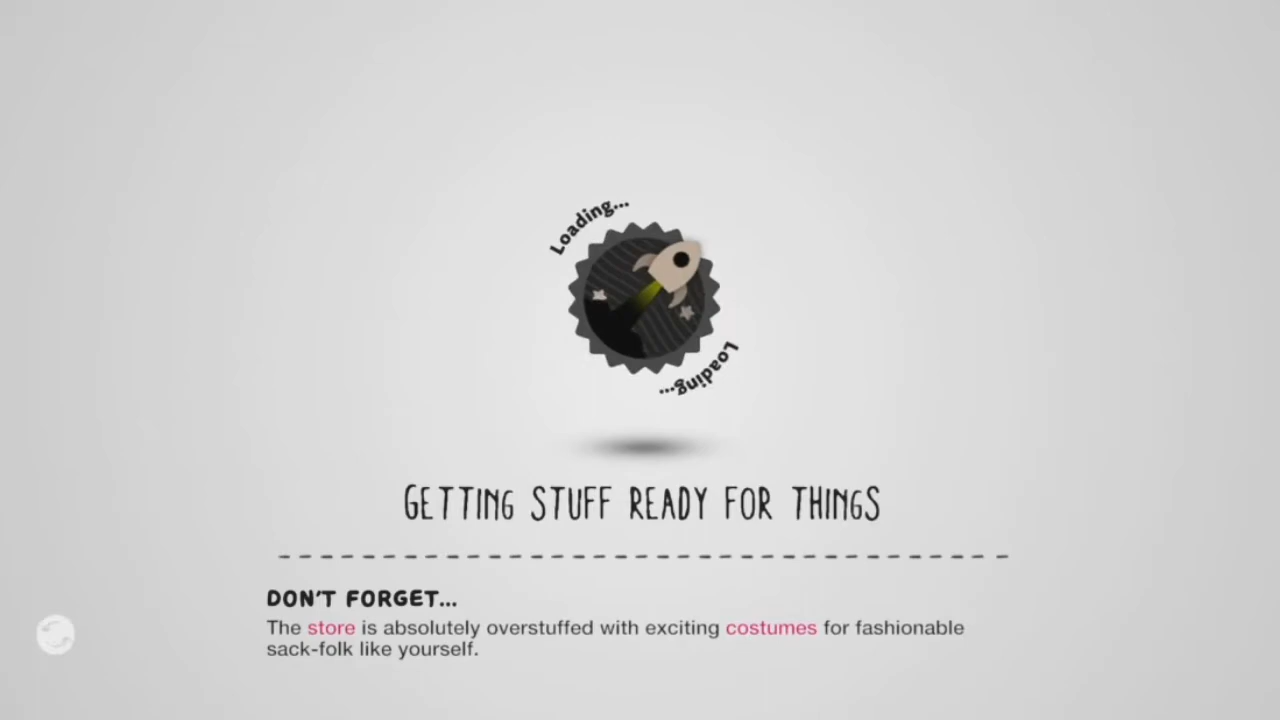 Loading...
Loading...
GETTING STUFF READY FOR THINGS
DON'T FORGET...
The store is absolutely overstuffed with exciting costumes for fashionable
sack-folk like yourself.